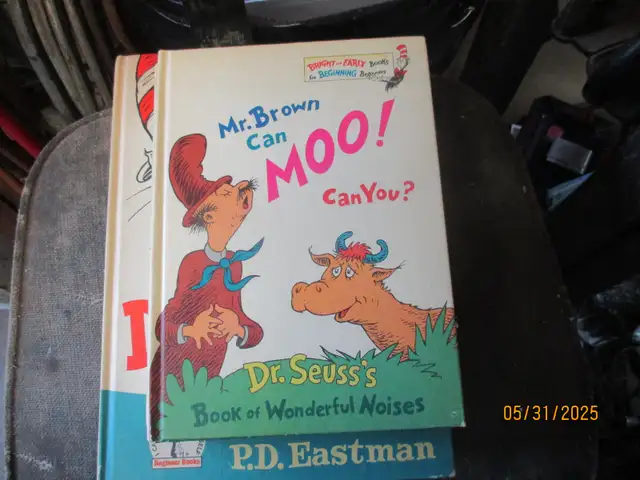 BRIGHT and EARLY Books
for BEGINNING Beginners
Mr. Brown
Can
MOO!
Can You?
Dr. Seuss's
Book of Wonderful Noises
P.D. Eastman
Beginner Books
05/31/2025